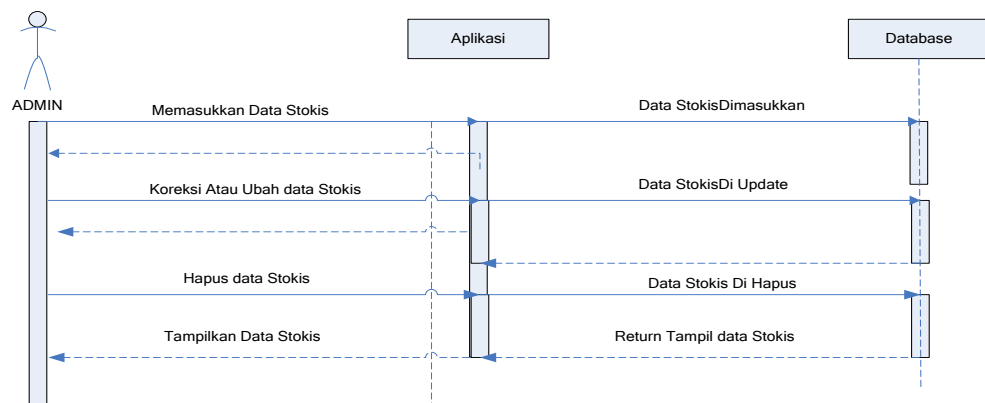 Aplikasi
Database
ADMIN
Memasukkan Data Stokis
Data StokisDimasukkan
Koreksi Atau Ubah data Stokis
Data StokisDi Update
Hapus data Stokis
Data Stokis Di Hapus
Tampilkan Data Stokis
Return Tampil data Stokis